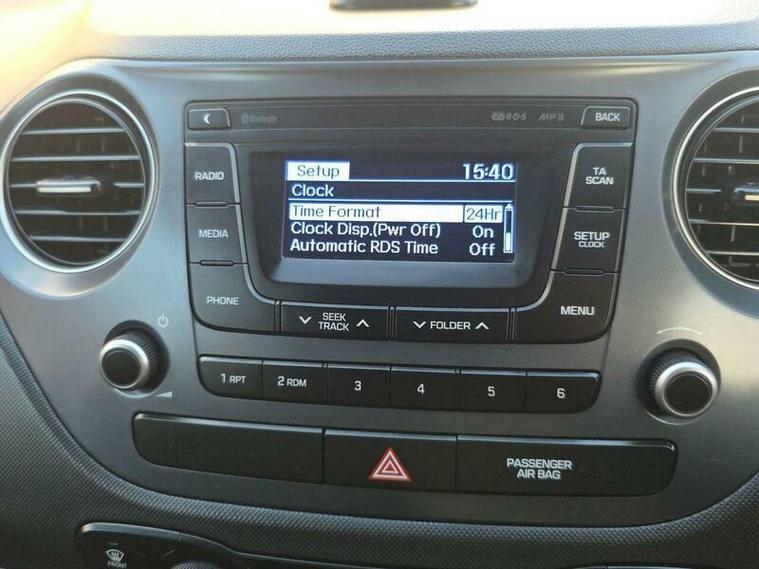 Bluetooth
RDS
MP3
BACK
RADIO
MEDIA
PHONE
Setup 15:40
Clock
Time Format 24Hr
Clock Disp.(Pwr Off) On
Automatic RDS Time Off
TA
SCAN
SETUP
CLOCK
MENU
SEEK
TRACK
FOLDER
1 RPT
2 RDM
3
4
5
6
PASSENGER
AIR BAG
FRONT